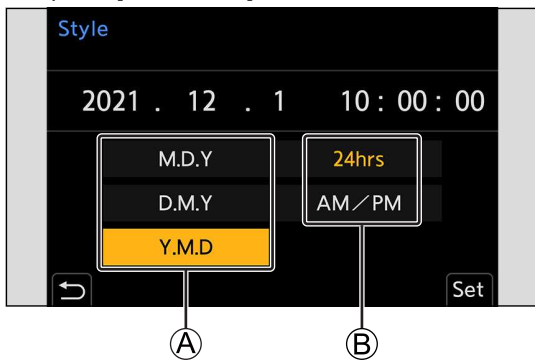 Style
2021 . 12 . 1 10 : 00 : 00
M.D.Y 24hrs
D.M.Y AM／PM
Y.M.D
Set
A B